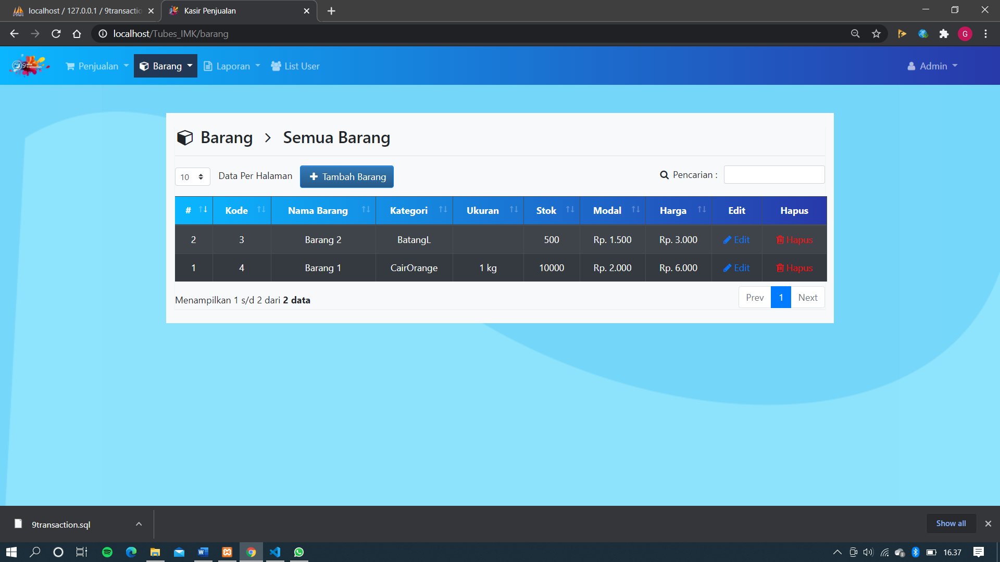 localhost / 127.0.0.1 / 9transactio
Kasir Penjualan
localhost/Tubes_IMK/barang
G
Penjualan
Barang
Laporan
List User
Admin
Barang > Semua Barang
10
Data Per Halaman
Tambah Barang
Pencarian :
# Kode Nama Barang Kategori Ukuran Stok Modal Harga Edit Hapus
2 3 Barang 2 BatangL 500 Rp. 1.500 Rp. 3.000 Edit Hapus
1 4 Barang 1 CairOrange 1 kg 10000 Rp. 2.000 Rp. 6.000 Edit Hapus
Menampilkan 1 s/d 2 dari 2 data
Prev 1 Next
9transaction.sql
Show all
16.37